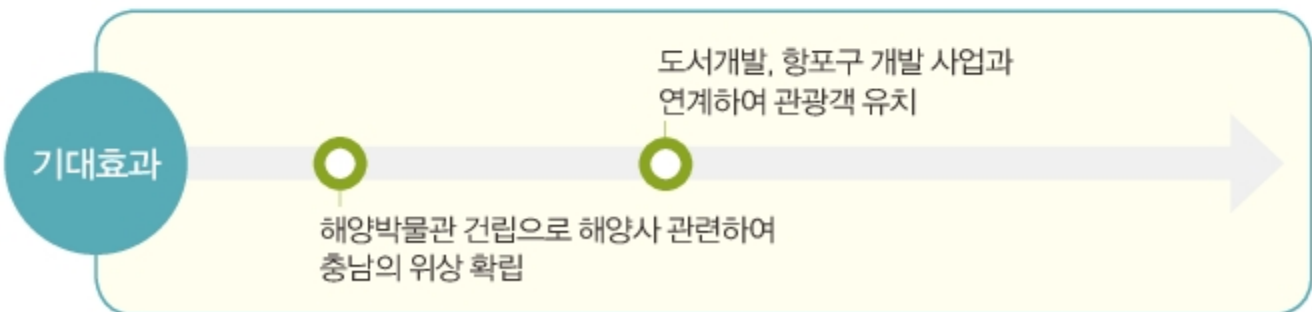 기대효과
해양박물관 건립으로 해양사 관련하여
충남의 위상 확립
도서개발, 항포구 개발 사업과
연계하여 관광객 유치